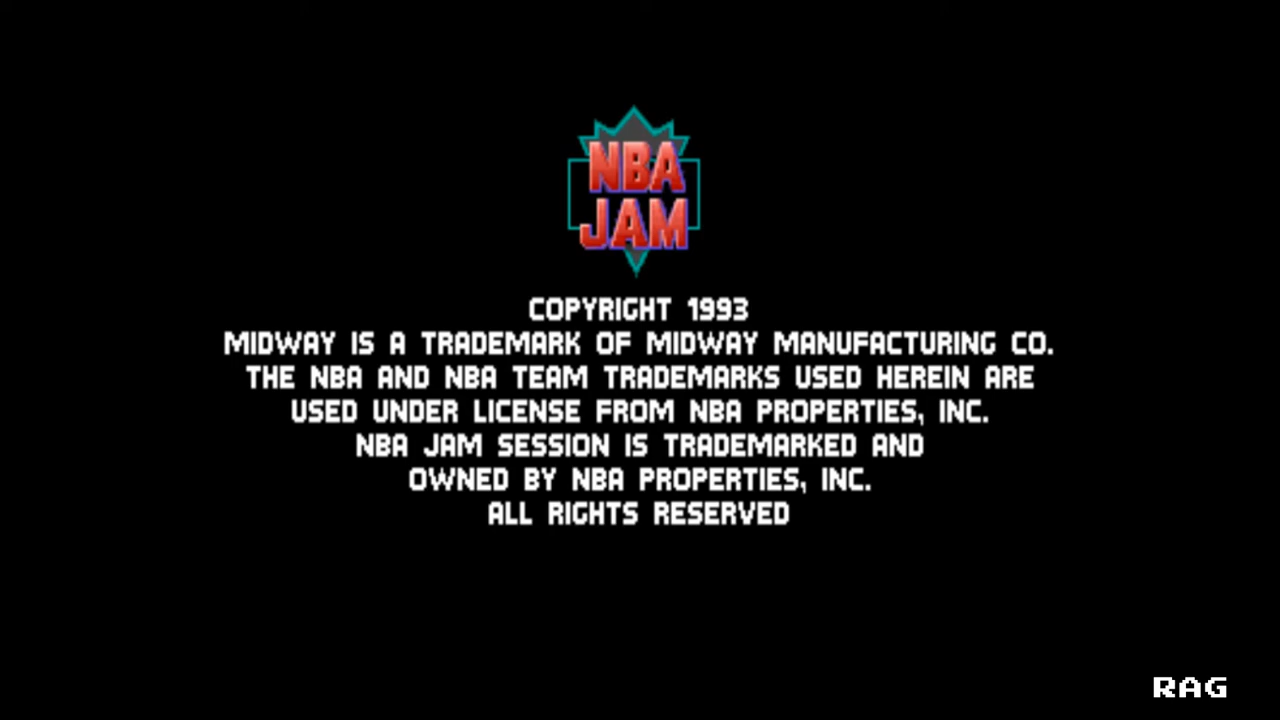 NBA
JAM
COPYRIGHT 1993
MIDWAY IS A TRADEMARK OF MIDWAY MANUFACTURING CO.
THE NBA AND NBA TEAM TRADEMARKS USED HEREIN ARE
USED UNDER LICENSE FROM NBA PROPERTIES, INC.
NBA JAM SESSION IS TRADEMARKED AND
OWNED BY NBA PROPERTIES, INC.
ALL RIGHTS RESERVED
RAG